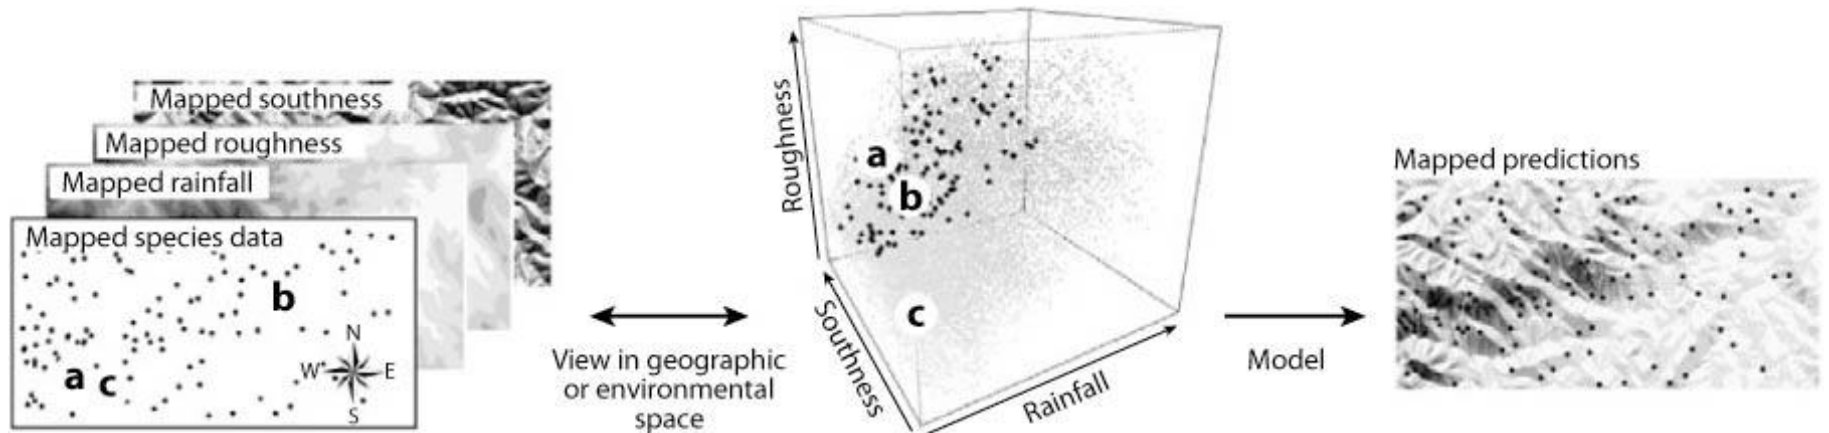 Mapped southness
Mapped roughness
Mapped rainfall
Mapped species data
b
a c
N
W E
S
View in geographic
or environmental
space
Roughness
a
b
c
Southness
Rainfall
Model
Mapped predictions